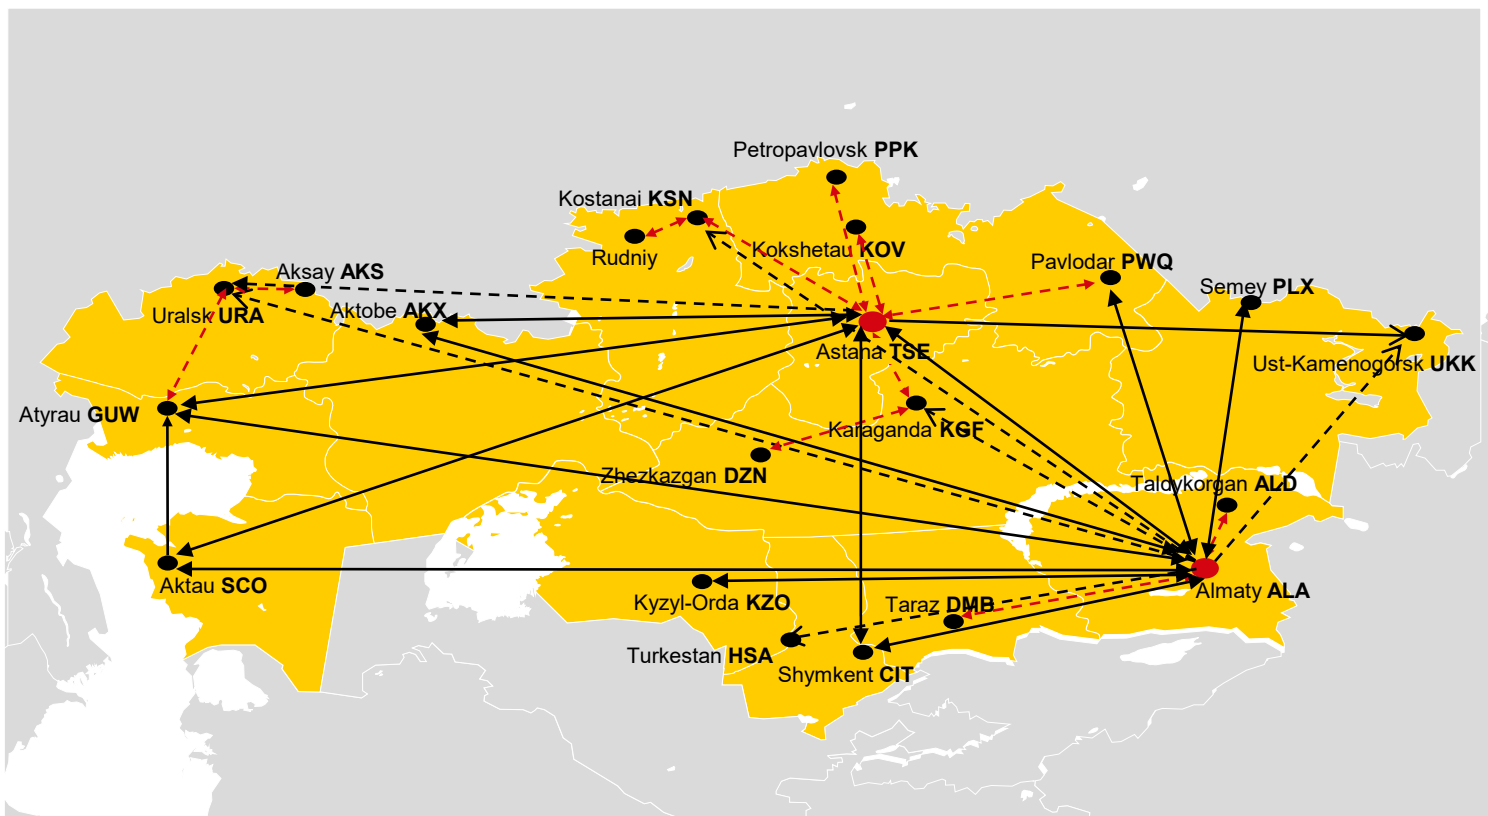 Petropavlovsk PPK
Kostanai KSN
Kokshetau KOV
Rudniy
Pavlodar PWQ
Aksay AKS
Semey PLX
Uralsk URA
Aktobe AKX
Astana TSE
Ust-Kamenogorsk UKK
Atyrau GUW
Karaganda KGF
Zhezkazgan DZN
Taldykorgan ALD
Aktau SCO
Almaty ALA
Kyzyl-Orda KZO
Taraz DMB
Turkestan HSA
Shymkent CIT